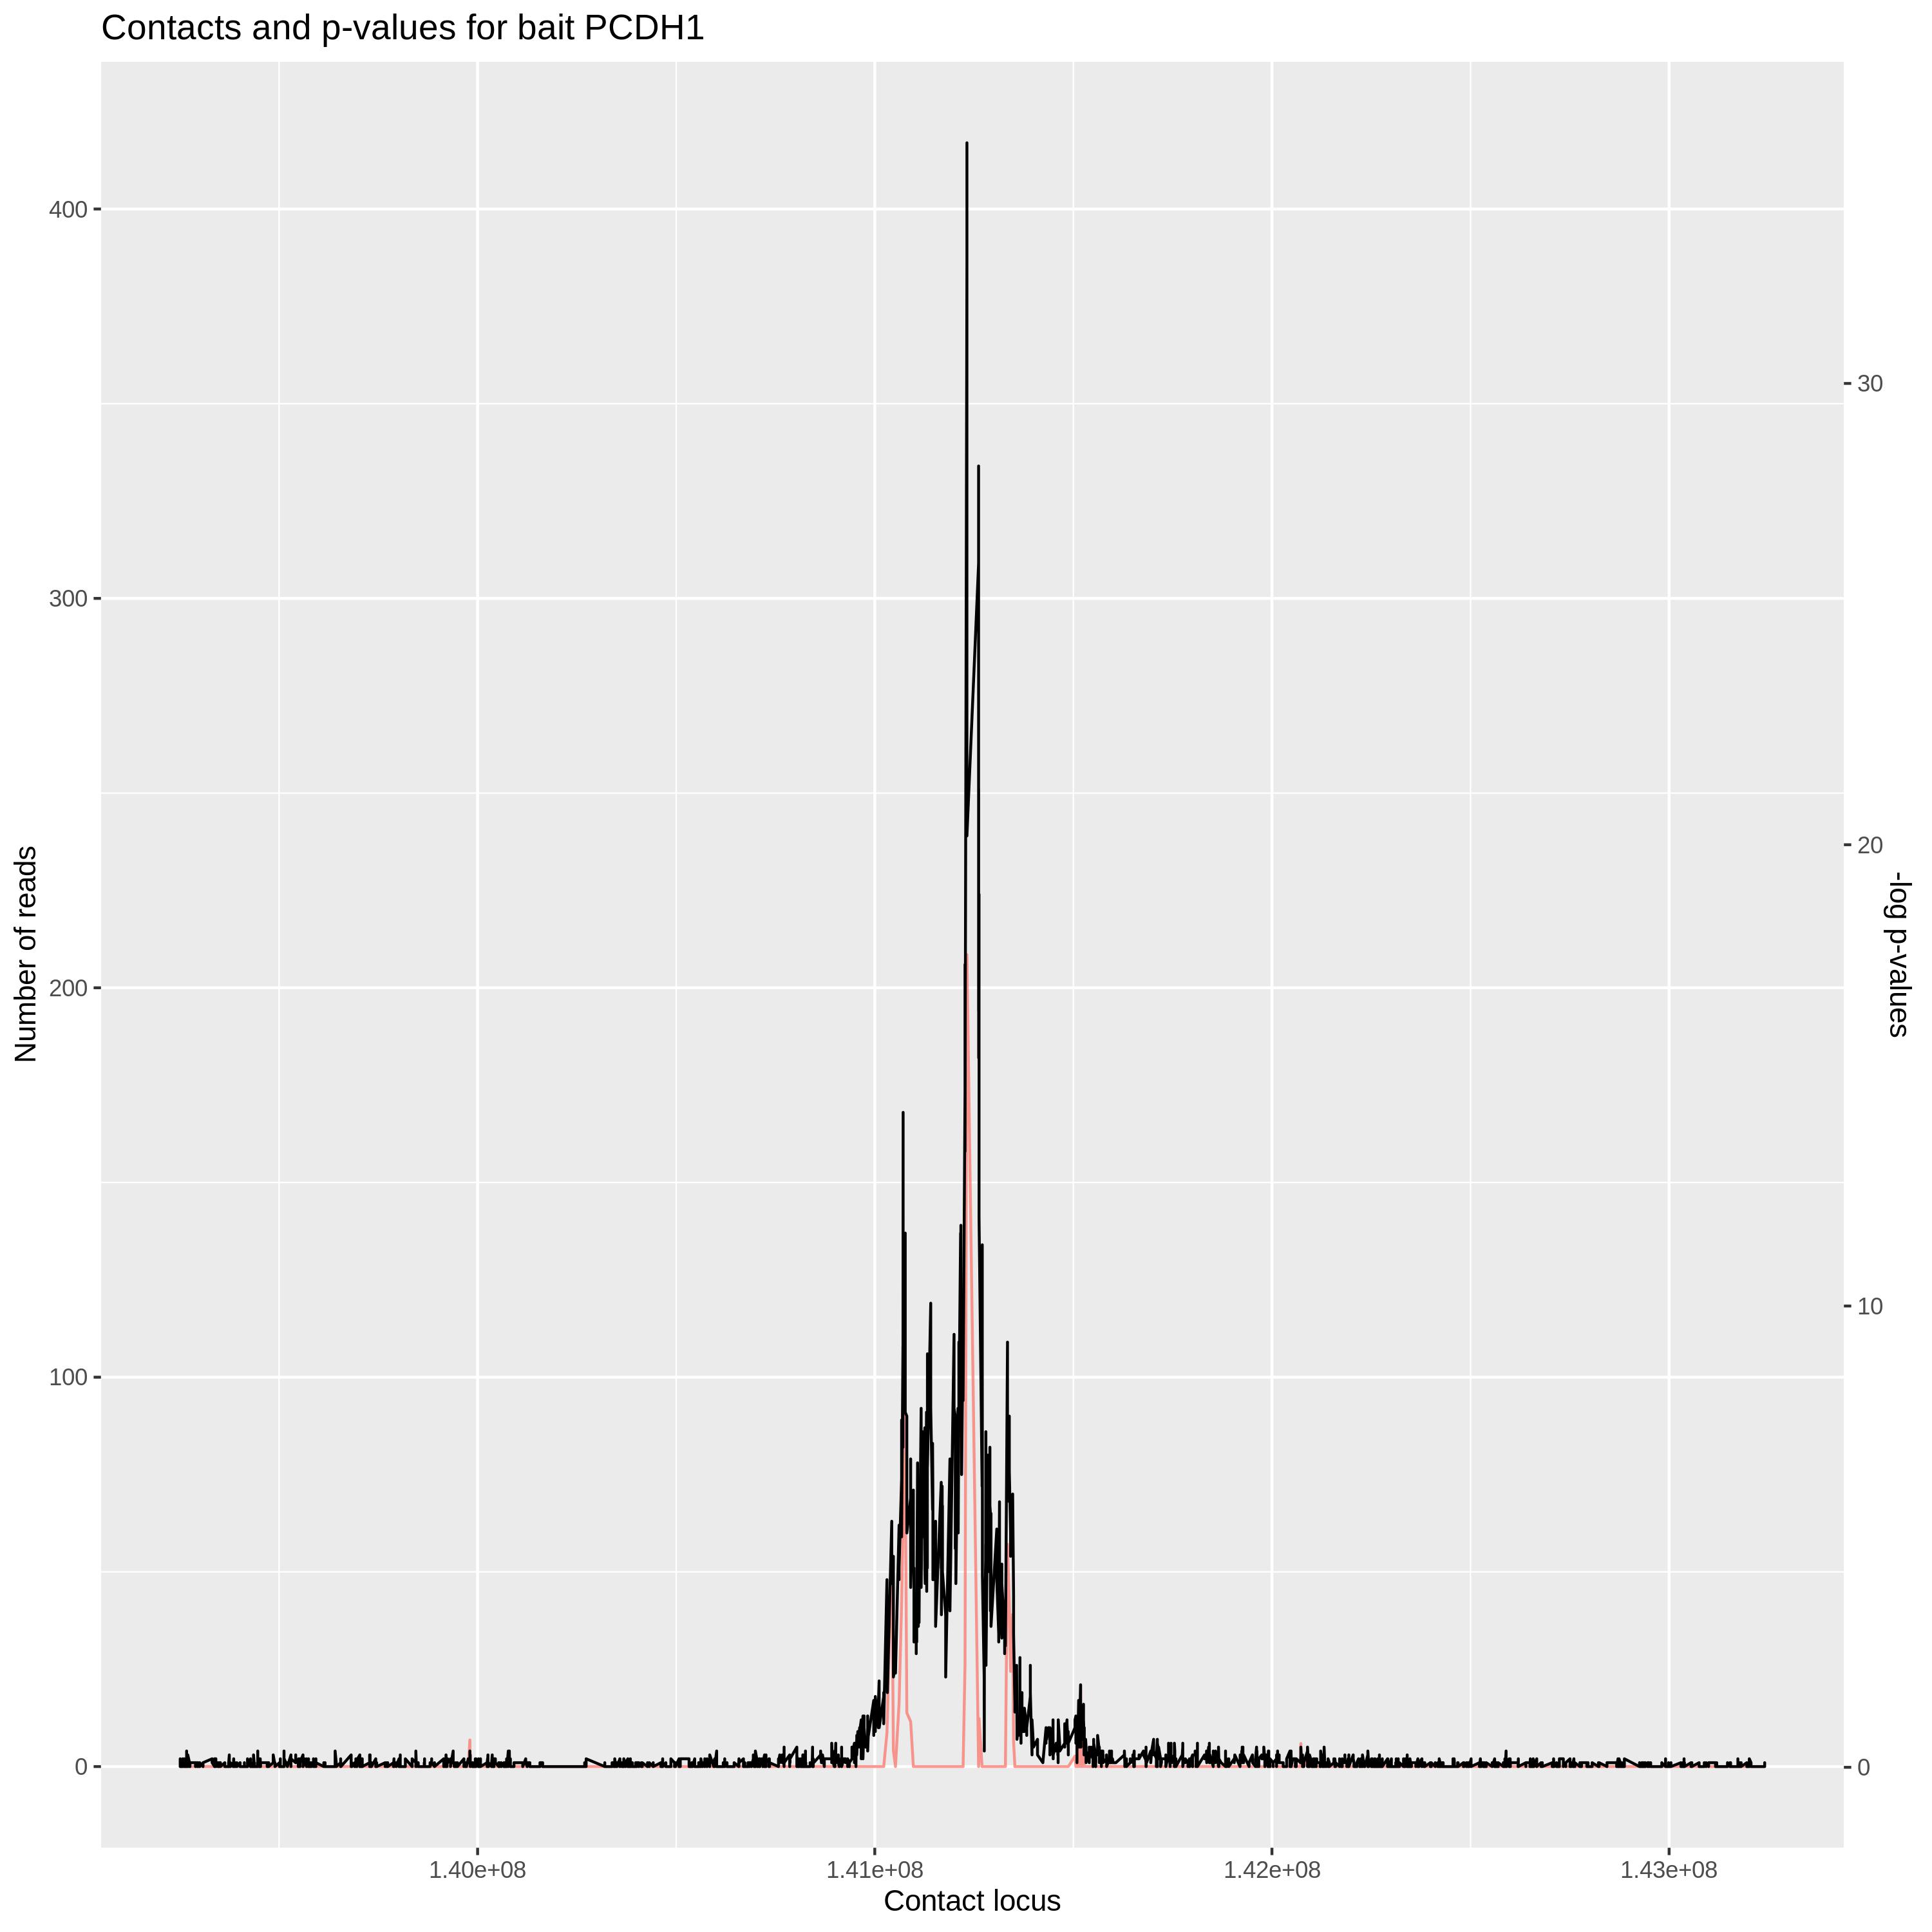 Contacts and p-values for bait PCDH1
400
300
200
100
0
30
20
10
0
Number of reads
-log p-values
1.40e+08
1.41e+08
1.42e+08
1.43e+08
Contact locus